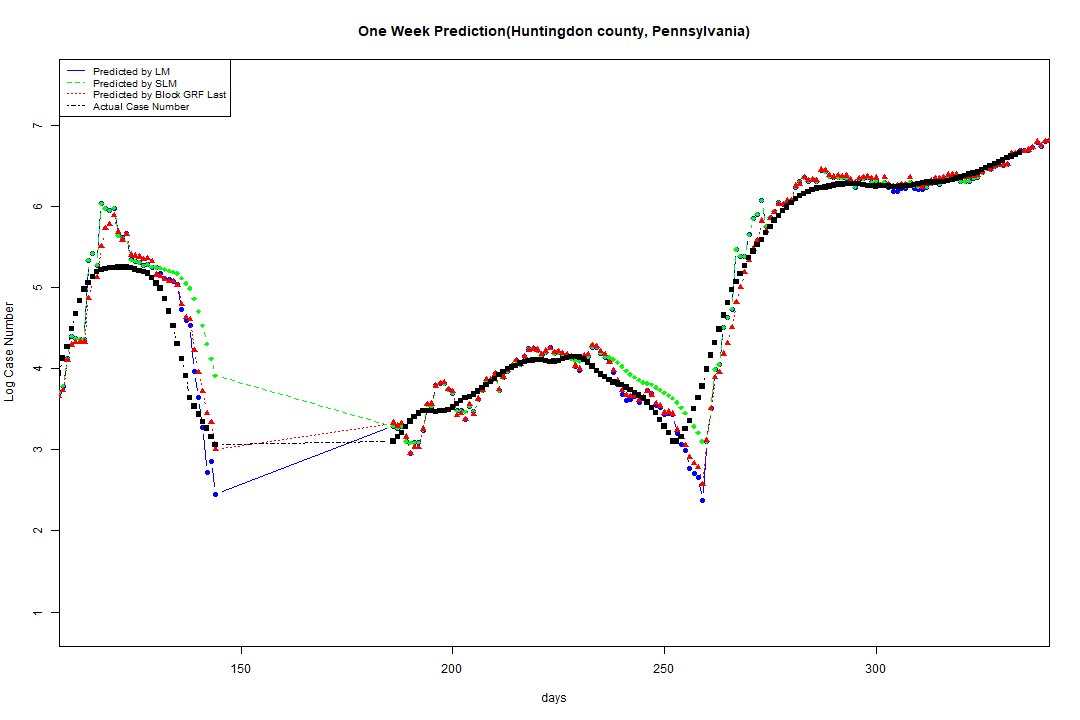 One Week Prediction(Huntingdon county, Pennsylvania)
Predicted by LM
Predicted by SLM
Predicted by Block GRF Last
Actual Case Number
Log Case Number
7
6
5
4
3
2
1
150
200
250
300
days